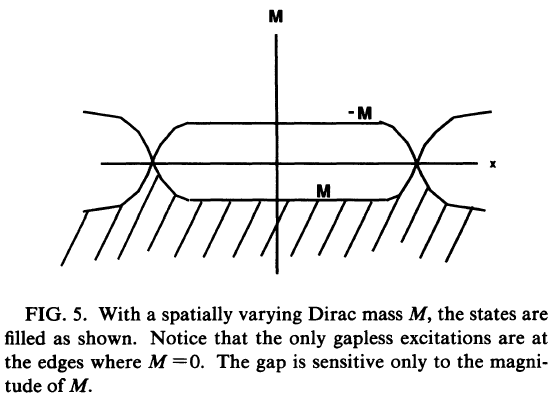 M
-M
x
M
FIG. 5. With a spatially varying Dirac mass M, the states are
filled as shown. Notice that the only gapless excitations are at
the edges where M = 0. The gap is sensitive only to the magni-
tude of M.